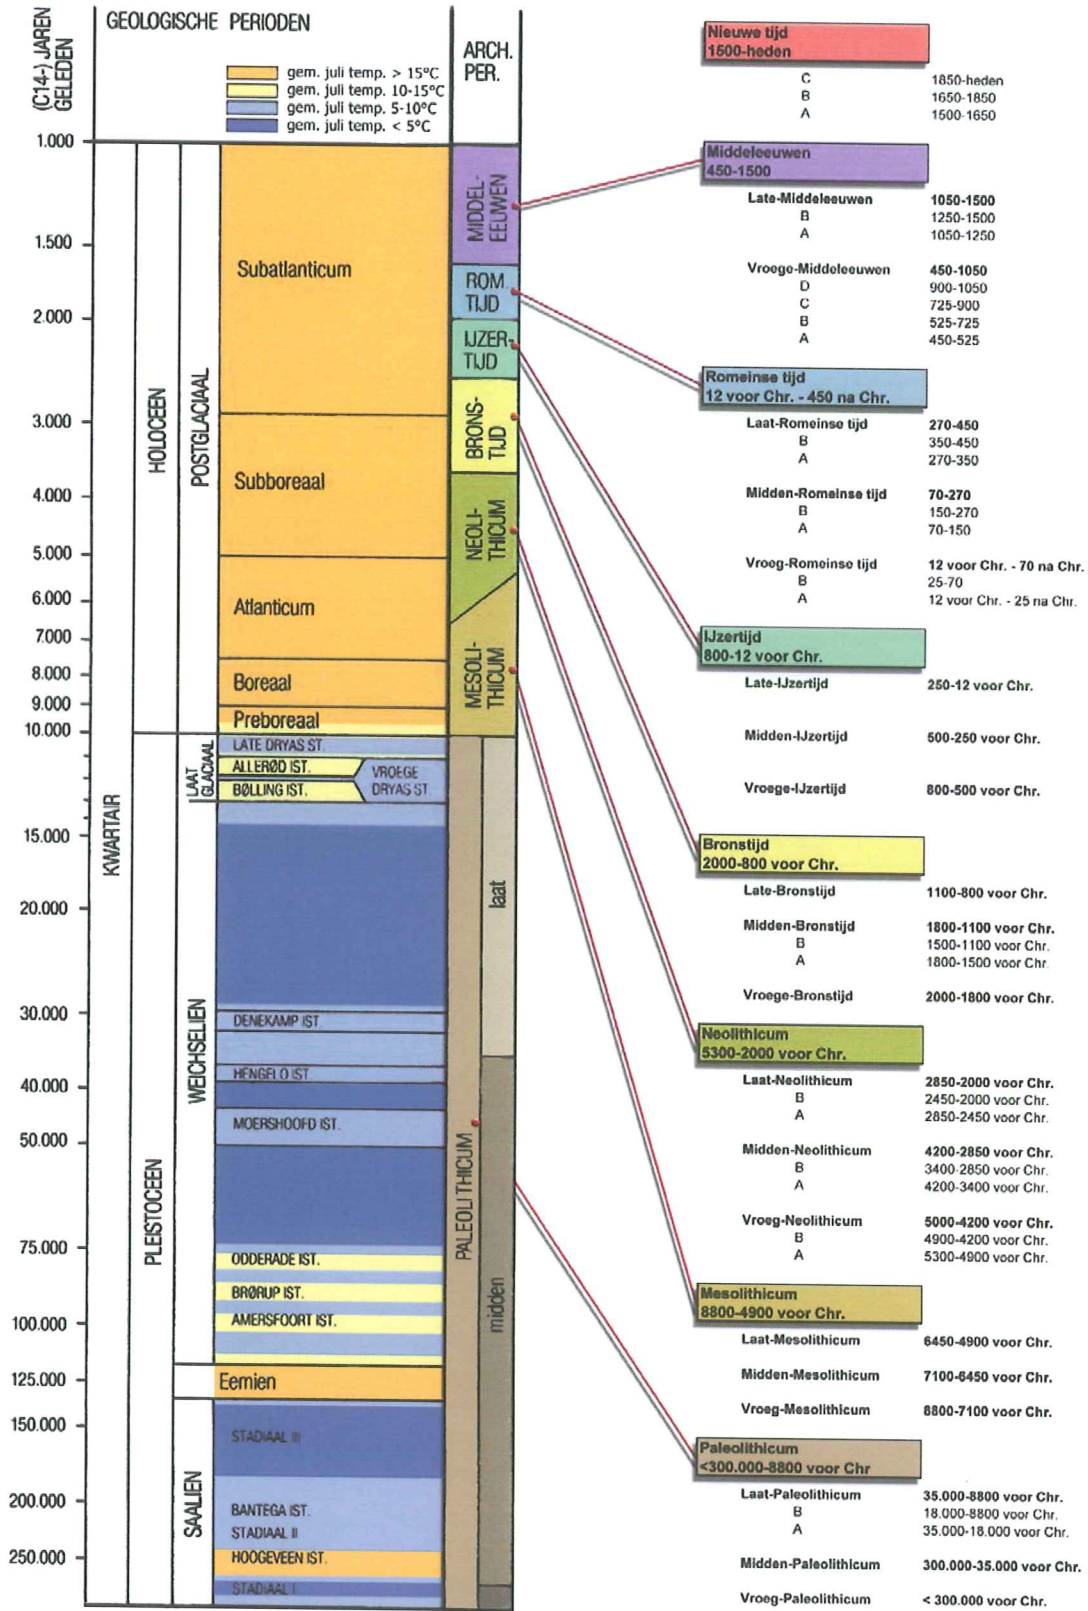 (C14-) JAREN
GELEDEN
GEOLOGISCHE PERIODEN
gem. juli temp. > 15°C
gem. juli temp. 10-15°C
gem. juli temp. 5-10°C
gem. juli temp. < 5°C
ARCH.
PER.
1.000
1.500
2.000
3.000
4.000
5.000
6.000
7000
8.000
9.000
10.000
15.000
20.000
30.000
40.000
50.000
75.000
100.000
125.000
150.000
200.000
250.000
KWARTAIR
HOLOCEEN
PLEISTOCEEN
POSTGLACIAAL
LAAT
GLACIAAL
WEICHSELIEN
SAALIEN
Subatlanticum
Subboreaal
Atlanticum
Boreaal
Preboreaal
LATE DRYAS ST.
ALLERØD IST.
VROEGE
DRYAS ST.
BØLLING IST.
DENEKAMP IST.
HENGELO IST.
MOERSHOOFD IST.
ODDERADE IST.
BRØRUP IST.
AMERSFOORT IST.
Eemien
STADIAAL III
BANTEGA IST.
STADIAAL II
HOOGEVEEN IST.
STADIAAL I
MIDDEL-
EEUWEN
ROM.
TIJD
IJZER-
TIJD
BRONS-
TIJD
NEOLI-
THICUM
MESOLI-
THICUM
PALEOLITHICUM
laat
midden
Nieuwe tijd
1500-heden
C 1850-heden
B 1650-1850
A 1500-1650
Middeleeuwen
450-1500
Late-Middeleeuwen 1050-1500
B 1250-1500
A 1050-1250
Vroege-Middeleeuwen 450-1050
D 900-1050
C 725-900
B 525-725
A 450-525
Romeinse tijd
12 voor Chr. - 450 na Chr.
Laat-Romeinse tijd 270-450
B 350-450
A 270-350
Midden-Romeinse tijd 70-270
B 150-270
A 70-150
Vroeg-Romeinse tijd 12 voor Chr. - 70 na Chr.
B 25-70
A 12 voor Chr. - 25 na Chr.
IJzertijd
800-12 voor Chr.
Late-IJzertijd 250-12 voor Chr.
Midden-IJzertijd 500-250 voor Chr.
Vroege-IJzertijd 800-500 voor Chr.
Bronstijd
2000-800 voor Chr.
Late-Bronstijd 1100-800 voor Chr.
Midden-Bronstijd 1800-1100 voor Chr.
B 1500-1100 voor Chr.
A 1800-1500 voor Chr.
Vroege-Bronstijd 2000-1800 voor Chr.
Neolithicum
5300-2000 voor Chr.
Laat-Neolithicum 2850-2000 voor Chr.
B 2450-2000 voor Chr.
A 2850-2450 voor Chr.
Midden-Neolithicum 4200-2850 voor Chr.
B 3400-2850 voor Chr.
A 4200-3400 voor Chr.
Vroeg-Neolithicum 5000-4200 voor Chr.
B 4900-4200 voor Chr.
A 5300-4900 voor Chr.
Mesolithicum
8800-4900 voor Chr.
Laat-Mesolithicum 6450-4900 voor Chr.
Midden-Mesolithicum 7100-6450 voor Chr.
Vroeg-Mesolithicum 8800-7100 voor Chr.
Paleolithicum
<300.000-8800 voor Chr
Laat-Paleolithicum 35.000-8800 voor Chr.
B 18.000-8800 voor Chr.
A 35.000-18.000 voor Chr.
Midden-Paleolithicum 300.000-35.000 voor Chr.
Vroeg-Paleolithicum < 300.000 voor Chr.